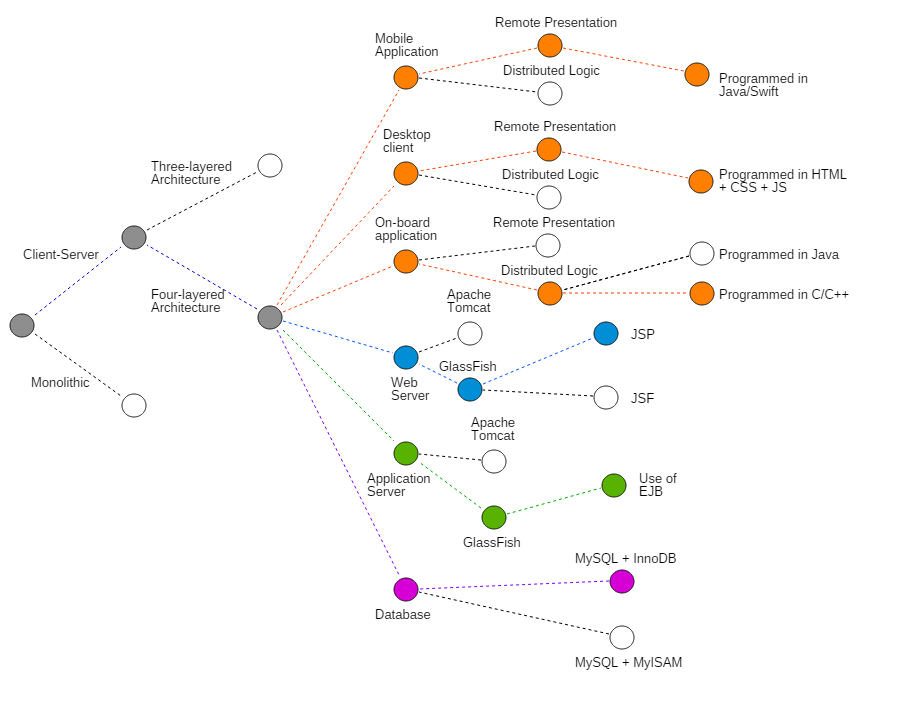 Remote Presentation
Mobile
Application
Distributed Logic
Programmed in
Java/Swift
Remote Presentation
Desktop
client
Distributed Logic
Programmed in HTML
+ CSS + JS
Three-layered
Architecture
Remote Presentation
On-board
application
Client-Server
Programmed in Java
Distributed Logic
Four-layered
Architecture
Apache
Tomcat
Programmed in C/C++
JSP
GlassFish
Monolithic
Web
Server
JSF
Apache
Tomcat
Application
Server
Use of
EJB
GlassFish
MySQL + InnoDB
Database
MySQL + MyISAM